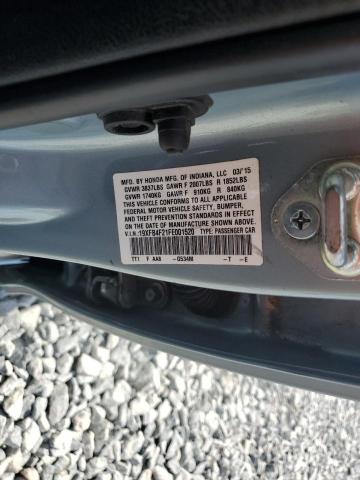 MFD. BY HONDA MFG. OF INDIANA, LLC 03/15
GVWR 3837LBS GAWR F 2007LBS R 1852LBS
GVWR 1740KG GAWR F 910KG R 840KG
THIS VEHICLE CONFORMS TO ALL APPLICABLE
FEDERAL MOTOR VEHICLE SAFETY, BUMPER,
AND THEFT PREVENTION STANDARDS IN EFFECT
ON THE DATE OF MANUFACTURE SHOWN ABOVE.
V.I.N.:19XFB4F21FE001520 TYPE: PASSENGER CAR
TT1 F AA8 -G534M -T -E